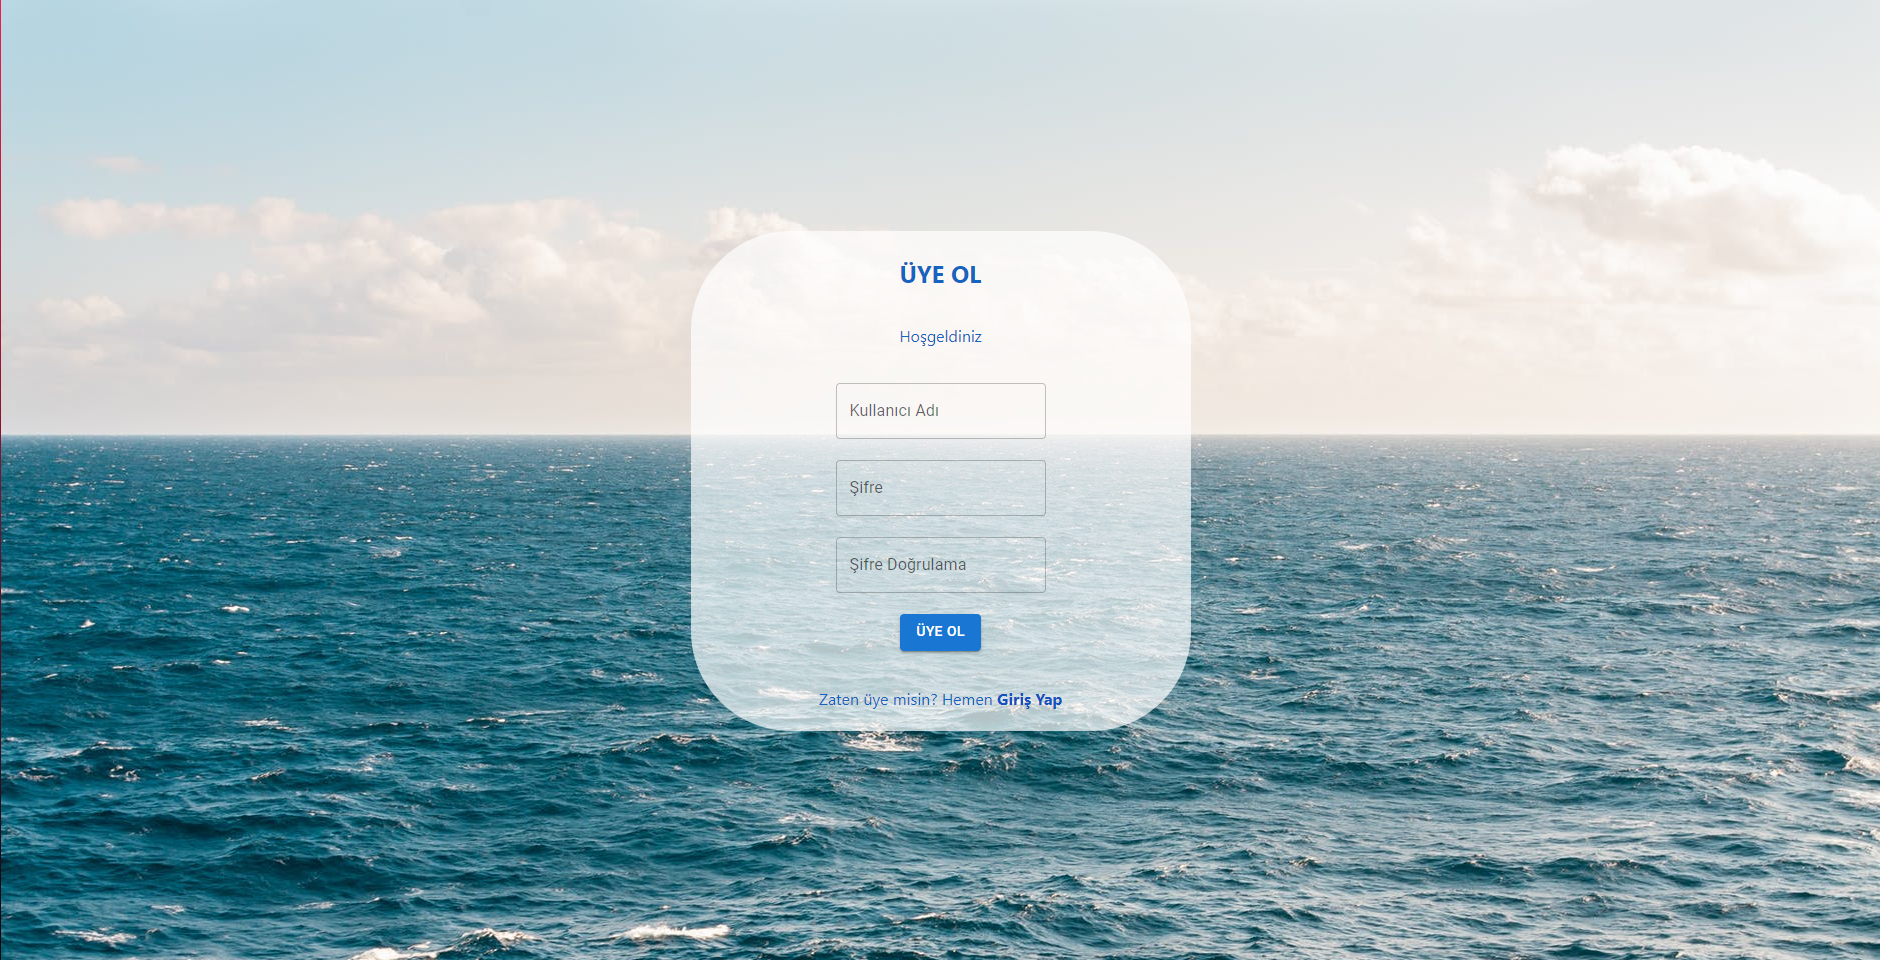 ÜYE OL
Hoşgeldiniz
Kullanıcı Adı
Şifre
Şifre Doğrulama
ÜYE OL
Zaten üye misin? Hemen Giriş Yap